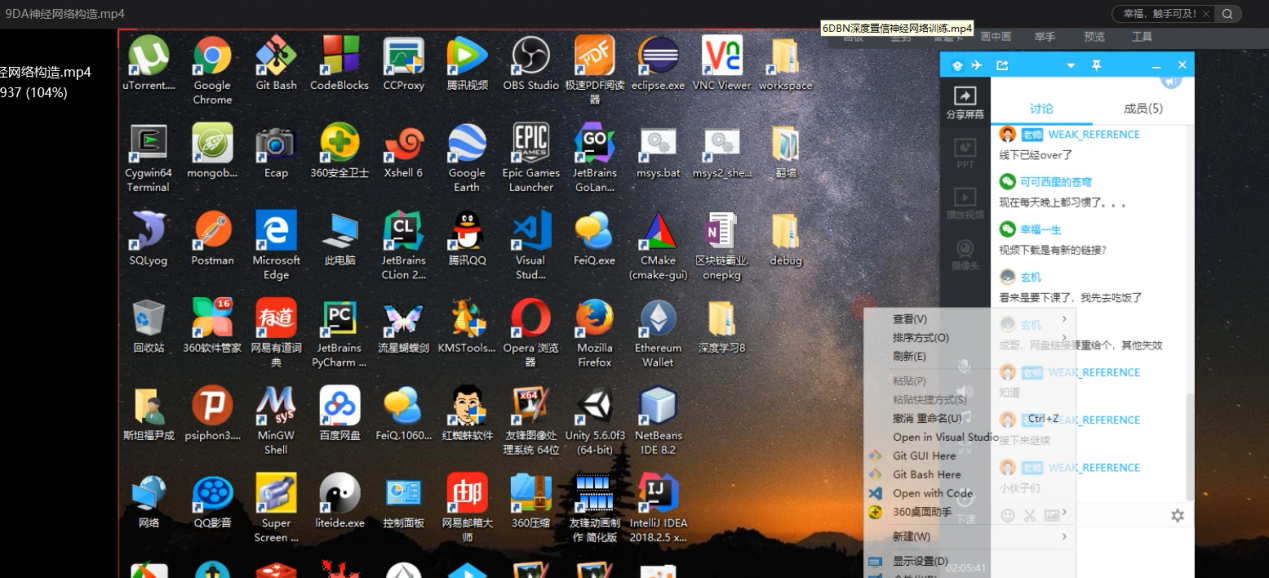 9DA神经网络构造.mp4
幸福，触手可及!
6DBN深度置信神经网络训练.mp4
画中画 举手 预览 工具
经网络构造.mp4
937 (104%)
uTorrent....
Google
Chrome
Git Bash
CodeBlocks
CCProxy
腾讯视频
OBS Studio
极速PDF阅读
器
eclipse.exe
VNC Viewer
workspace
Cygwin64
Terminal
mongob...
Ecap
360安全卫士
Xshell 6
Google
Earth
Epic Games
Launcher
JetBrains
GoLan...
msys.bat
msys2_she...
翻墙
SQLyog
Postman
Microsoft
Edge
此电脑
JetBrains
CLion 2...
腾讯QQ
Visual
Stud...
FeiQ.exe
CMake
(cmake-gui)
区块链霸业.
onepkg
debug
回收站
16
360软件管家
有道
网易有道词
典
JetBrains
PyCharm ...
流星蝴蝶剑
KMSTools...
Opera 浏览
器
Mozilla
Firefox
Ethereum
Wallet
深度学习8
斯坦福尹成
psiphon3....
MinGW
Shell
百度网盘
FeiQ.1060...
红蜘蛛软件
友锋图像处
理系统 64位
Unity 5.6.0f3
(64-bit)
NetBeans
IDE 8.2
网络
QQ影音
Super
Screen ...
liteide.exe
控制面板
网易邮箱大
师
360压缩
友锋动画制
作 简化版
IntelliJ IDEA
2018.2.5 x...
分享屏幕
PPT
播放视频
摄像头
讨论
成员(5)
老师 WEAK_REFERENCE
线下已经over了
可可西里的苍穹
现在每天晚上都习惯了。。。
幸福一生
视频下载是有新的链接?
玄机
看来是要下课了，我先去吃饭了
玄机
成哥，网盘链接要重给个，其他失效
老师 WEAK_REFERENCE
知道
老师 WEAK_REFERENCE
接下来继续
老师 WEAK_REFERENCE
小伙子们
查看(V)
排序方式(O)
刷新(E)
粘贴(P)
粘贴快捷方式(S)
撤消 重命名(U) Ctrl+Z
Open in Visual Studio
Git GUI Here
Git Bash Here
Open with Code
360桌面助手
新建(W)
显示设置(D)
下课
02:05:41